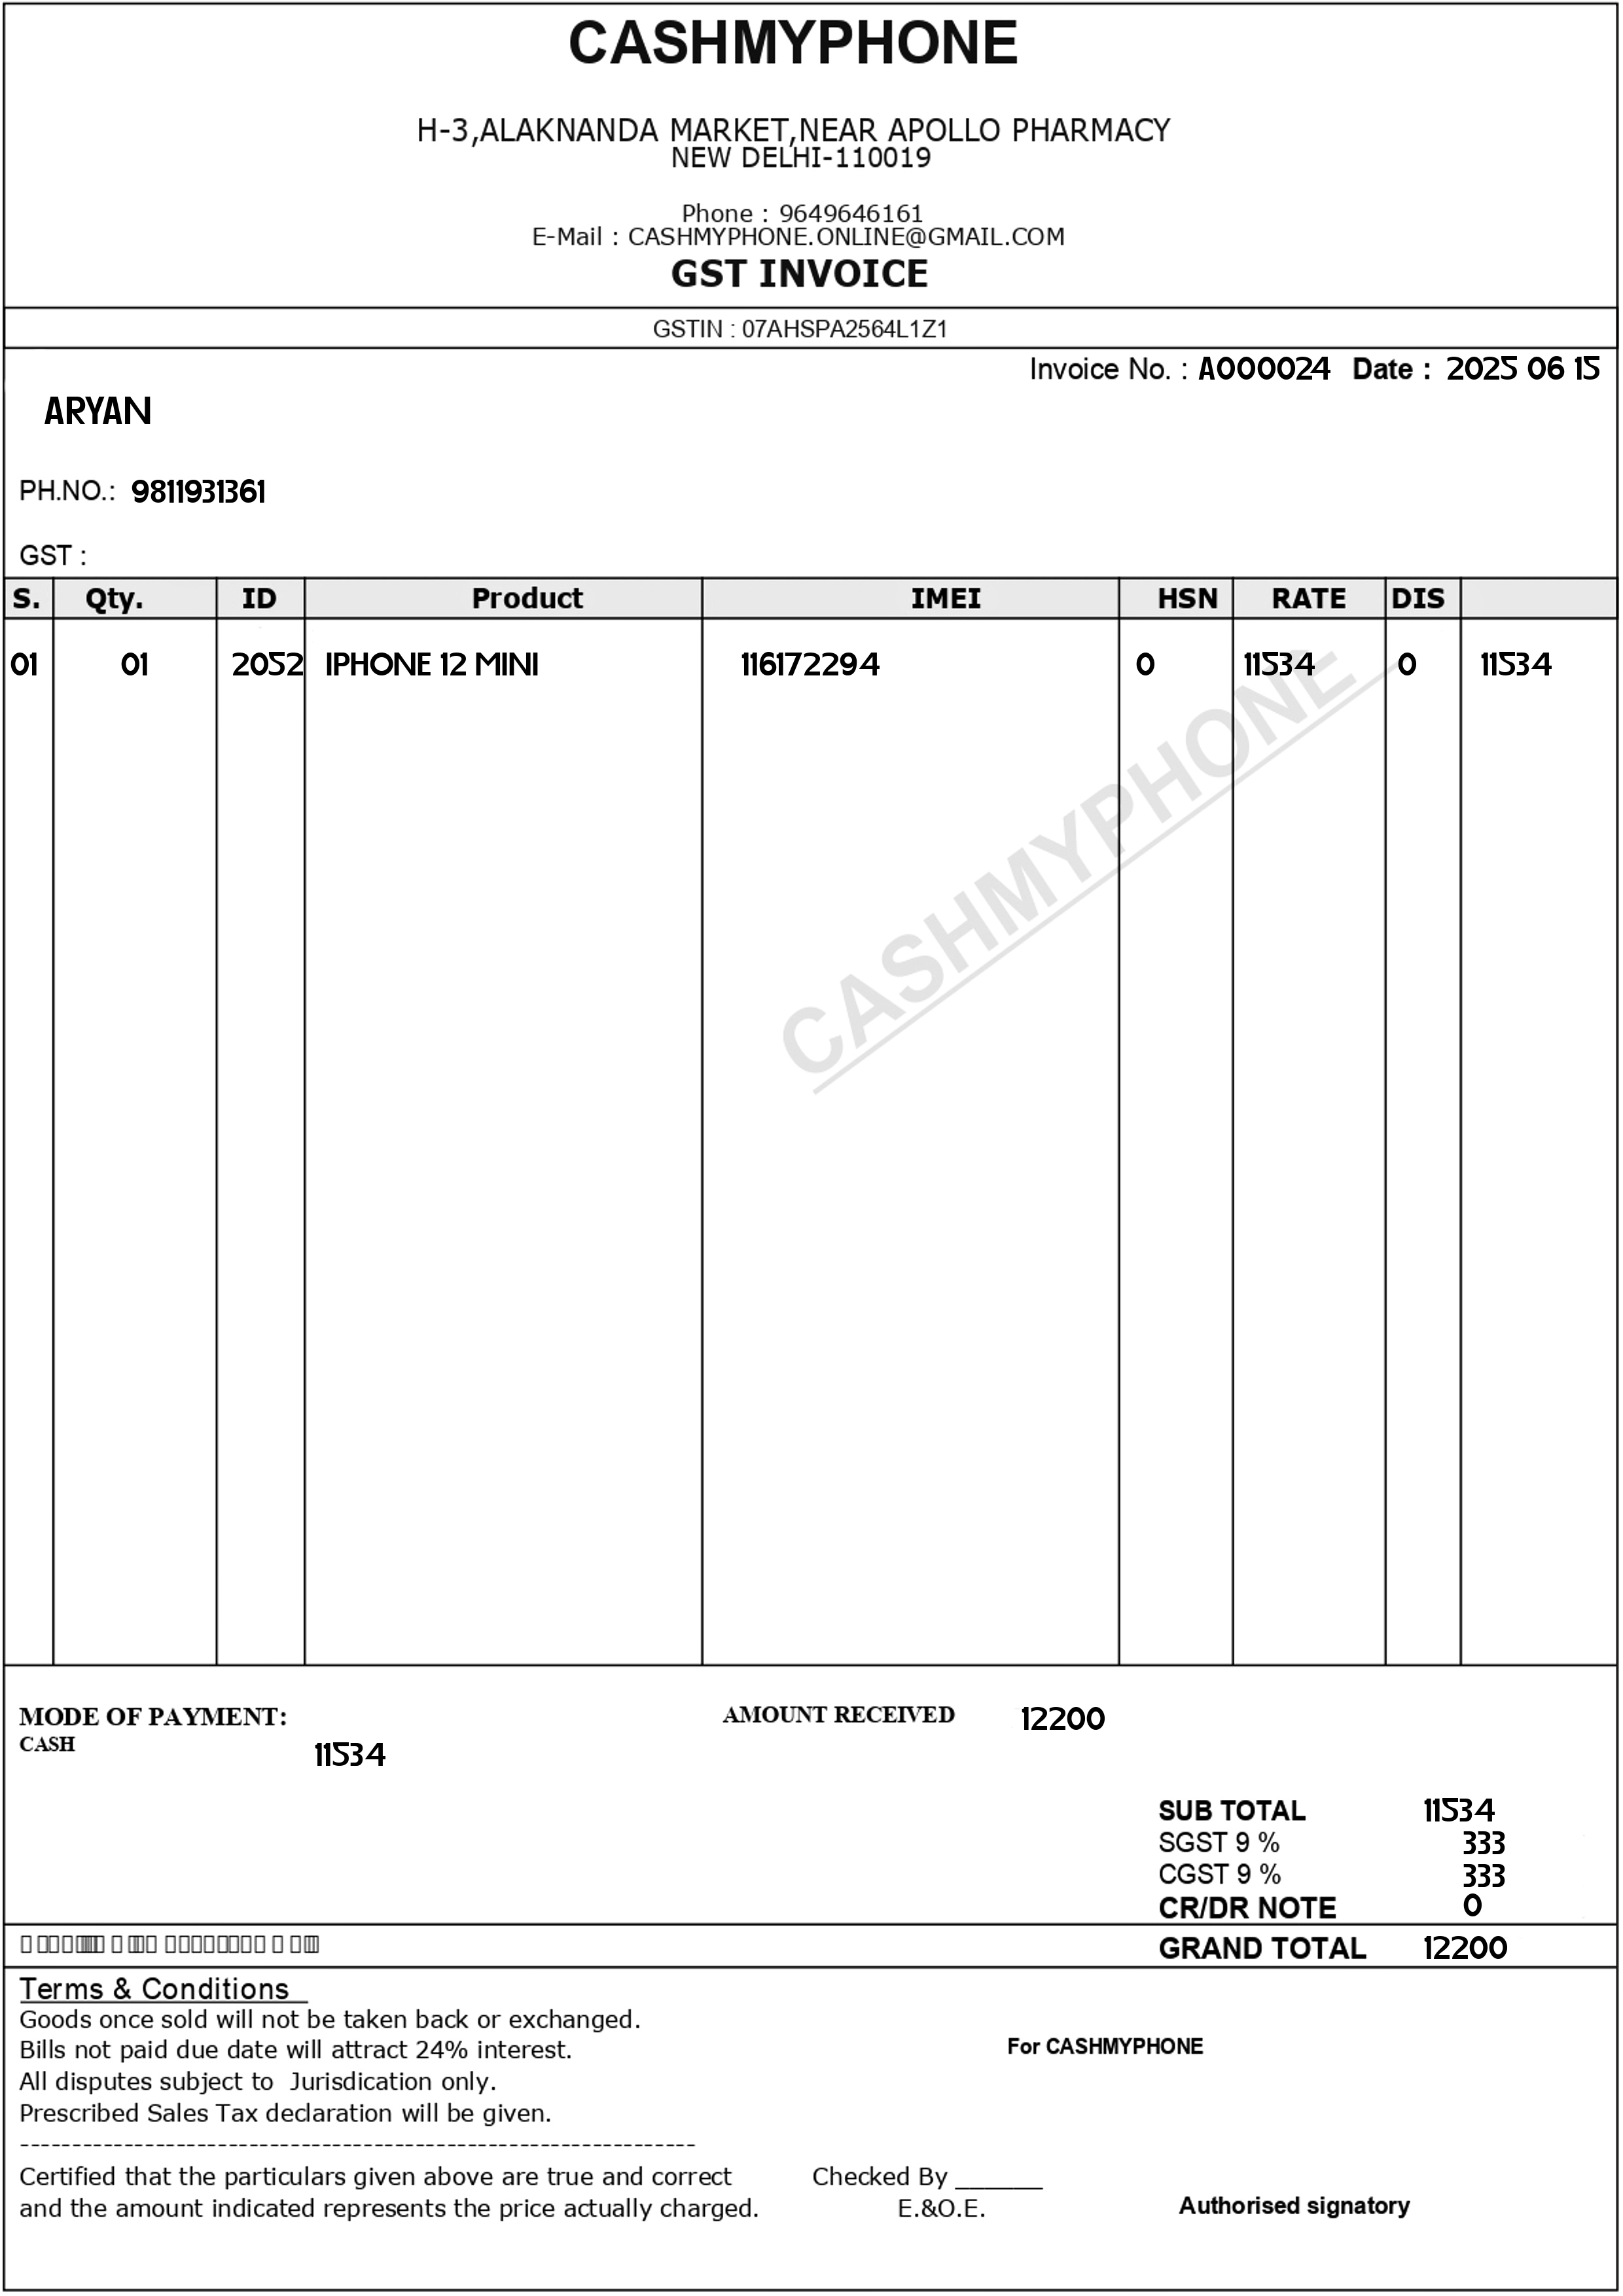 CASHMYPHONE
H-3,ALAKNANDA MARKET,NEAR APOLLO PHARMACY
NEW DELHI-110019
Phone : 9649646161
E-Mail : CASHMYPHONE.ONLINE@GMAIL.COM
GST INVOICE
GSTIN : 07AHSPA2564L1Z1
Invoice No. : A000024 Date : 2025 06 15
ARYAN
PH.NO.: 9811931361
GST :
S. Qty. ID Product IMEI HSN RATE DIS
01 01 2052 IPHONE 12 MINI 116172294 0 11534 0 11534
CASHMYPHONE
MODE OF PAYMENT: AMOUNT RECEIVED 12200
CASH 11534
SUB TOTAL 11534
SGST 9 % 333
CGST 9 % 333
CR/DR NOTE 0
GRAND TOTAL 12200
Terms & Conditions
Goods once sold will not be taken back or exchanged.
Bills not paid due date will attract 24% interest.
For CASHMYPHONE
All disputes subject to Jurisdication only.
Prescribed Sales Tax declaration will be given.
-----------------------------------------------------------------
Certified that the particulars given above are true and correct Checked By ______
and the amount indicated represents the price actually charged. E.&O.E. Authorised signatory